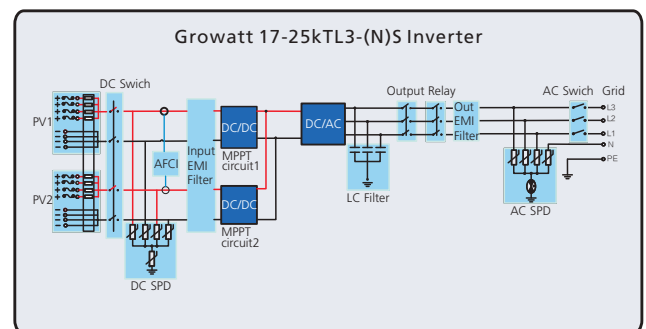 Growatt 17-25kTL3-(N)S Inverter
DC Swich
Output Relay
AC Swich
Grid
PV1
PV2
AFCI
Input
EMI
Filter
DC/DC
MPPT
circuit1
DC/DC
MPPT
circuit2
DC/AC
LC Filter
Out
EMI
Filter
L3
L2
L1
N
PE
AC SPD
DC SPD